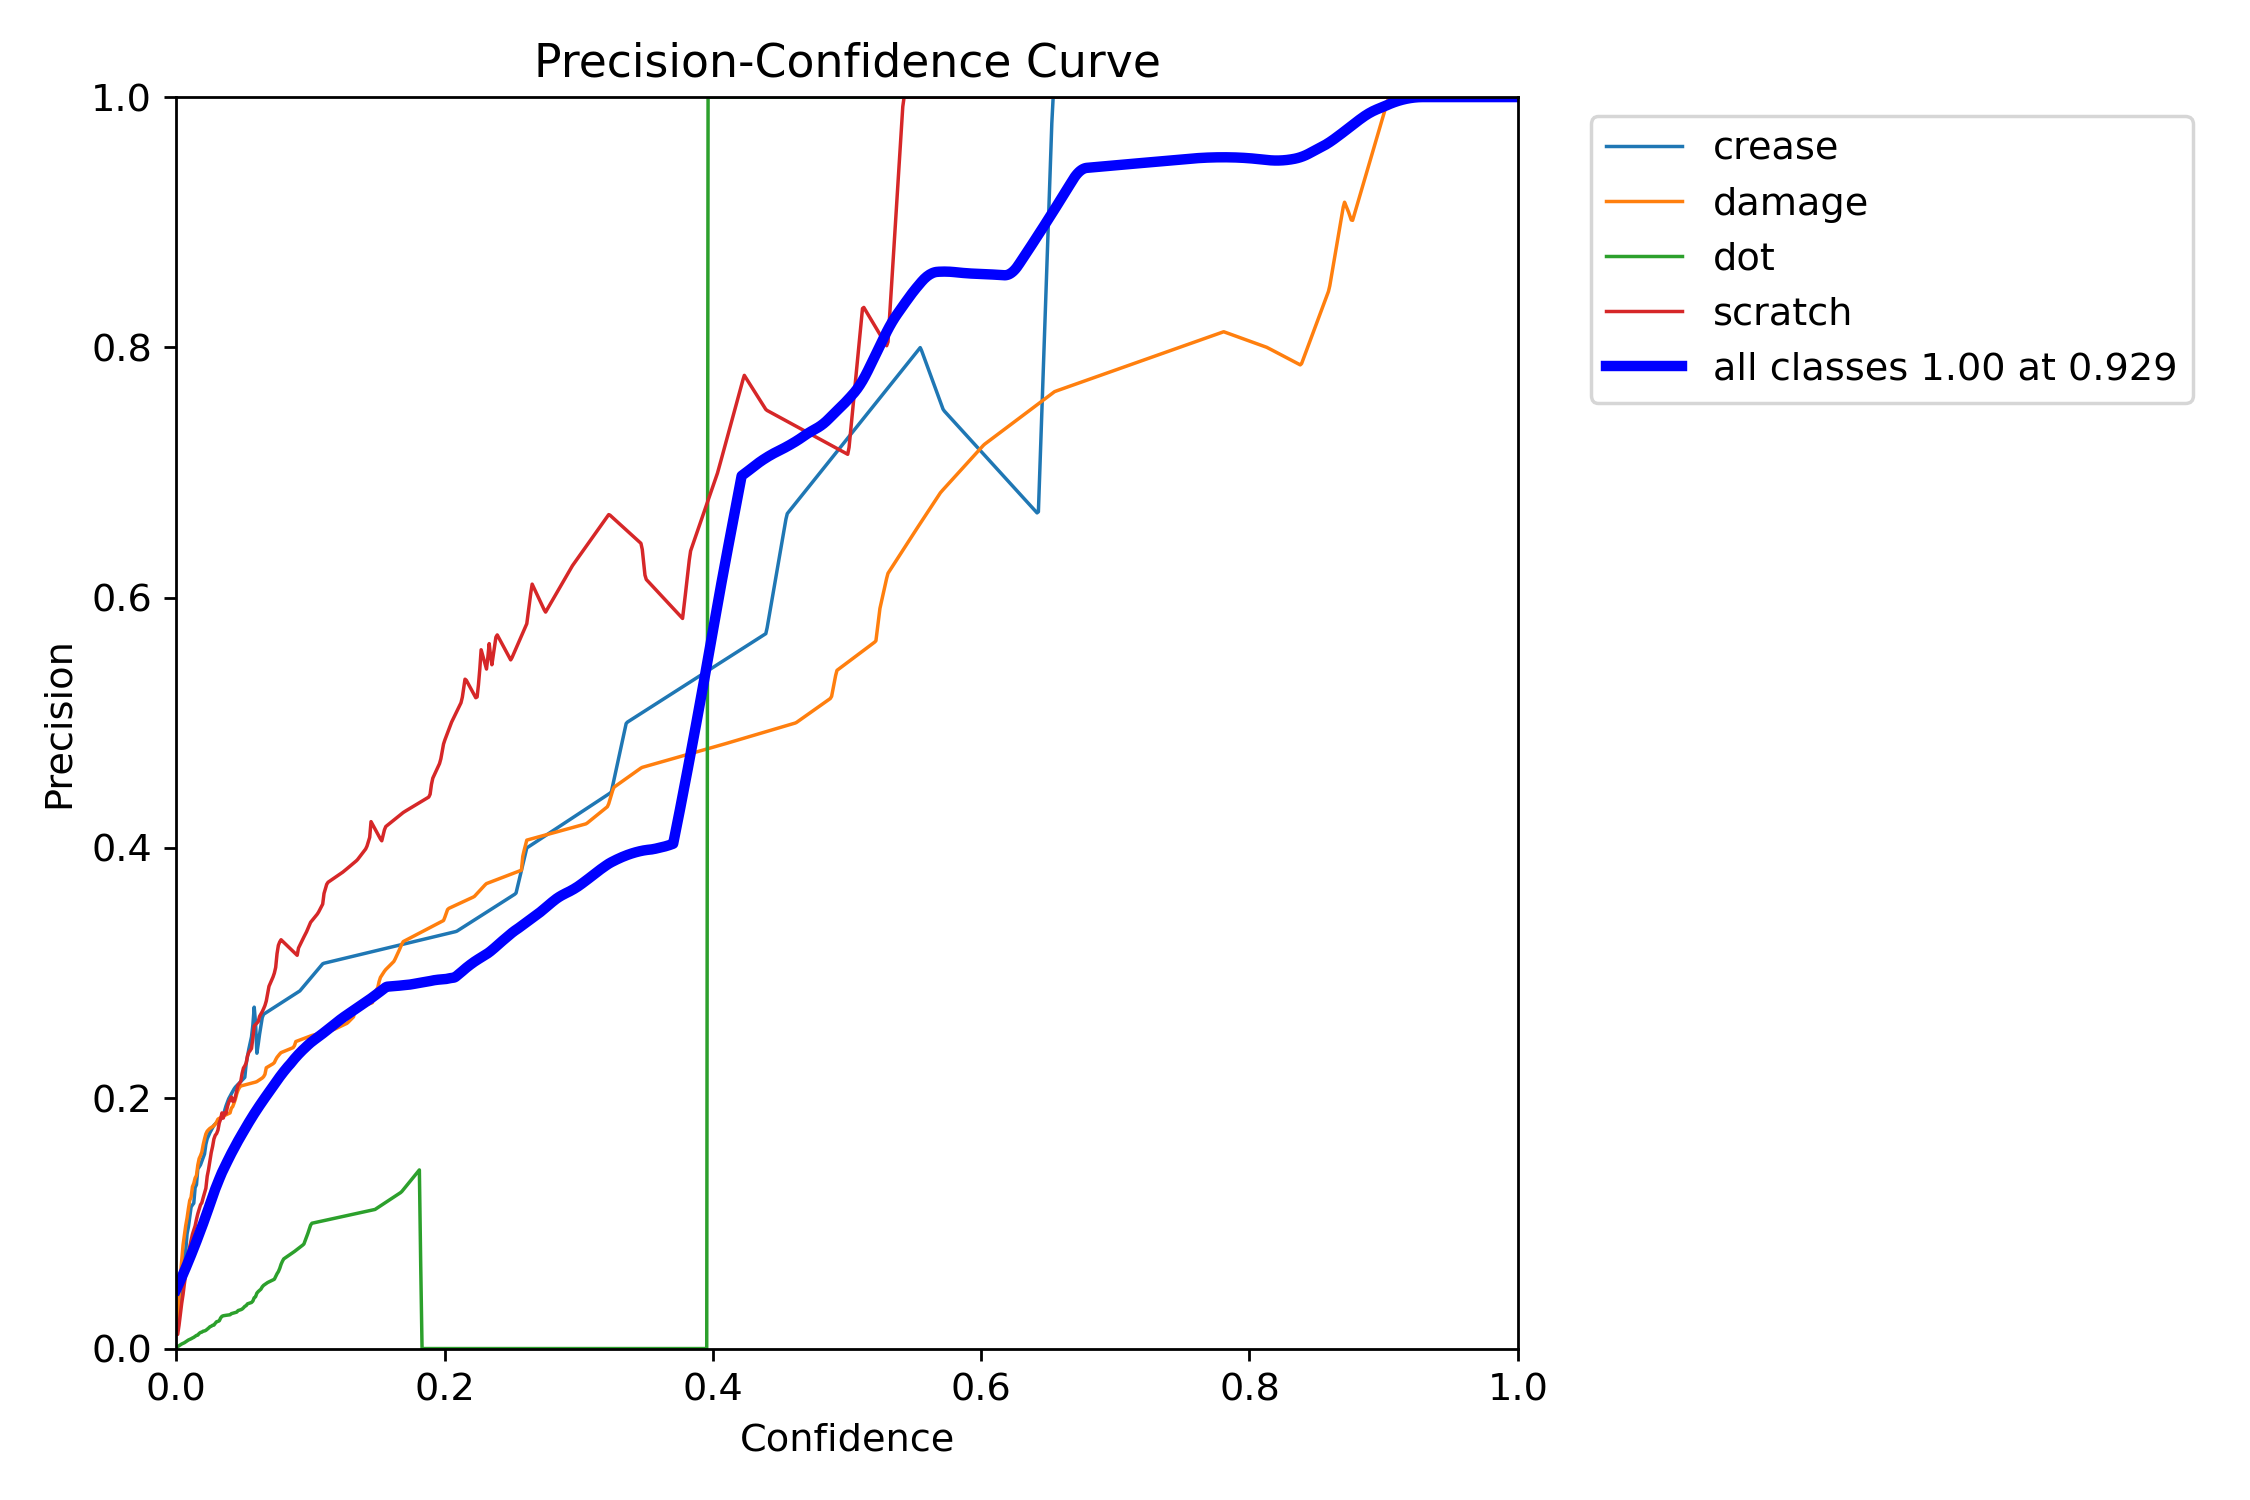 Precision-Confidence Curve
1.0
0.8
0.6
0.4
0.2
0.0
Precision
0.0 0.2 0.4 0.6 0.8 1.0
Confidence
crease
damage
dot
scratch
all classes 1.00 at 0.929